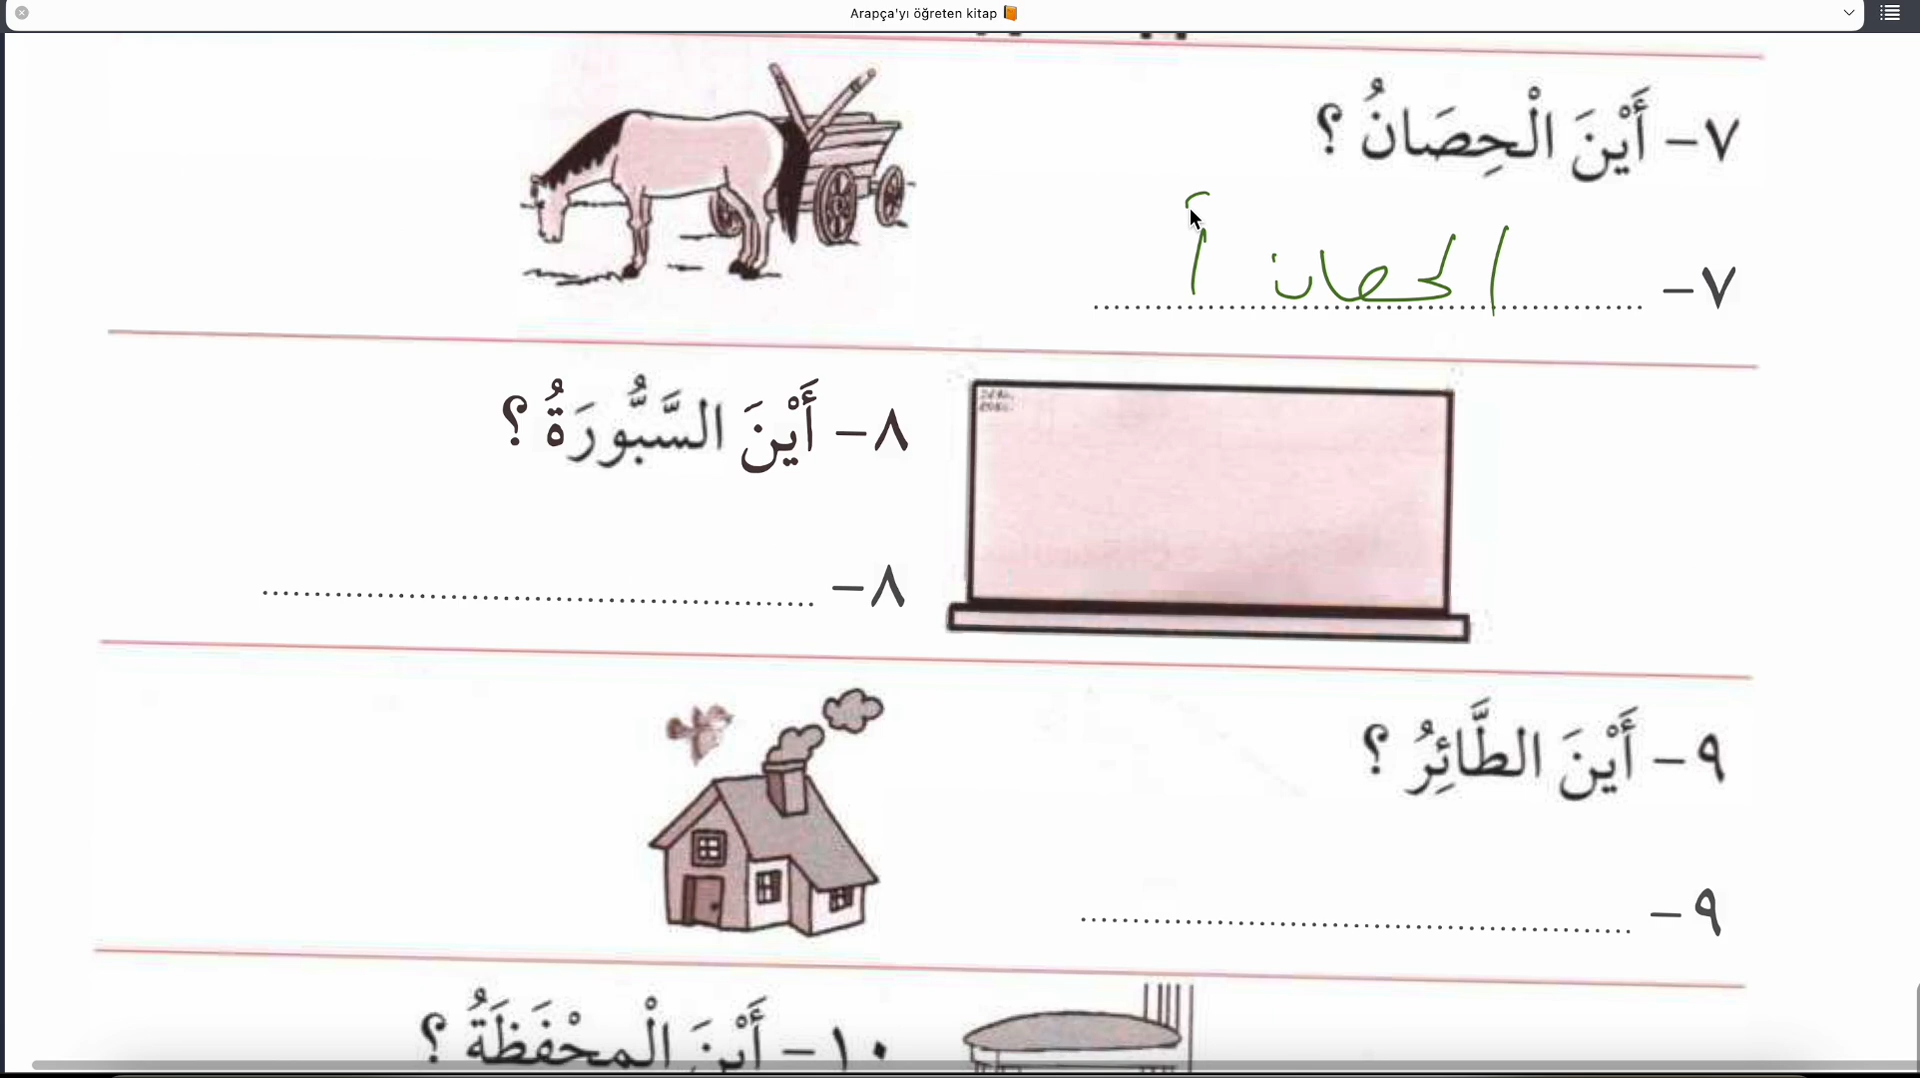 Arapça'yı öğreten kitap
٧- أَيْنَ الْحِصَانُ ؟
٧- الحصان أ
٨- أَيْنَ السَّبُّورَةُ ؟
٨-
٩- أَيْنَ الطَّائِرُ ؟
٩-
١٠- أَيْنَ الْمِحْفَظَةُ ؟